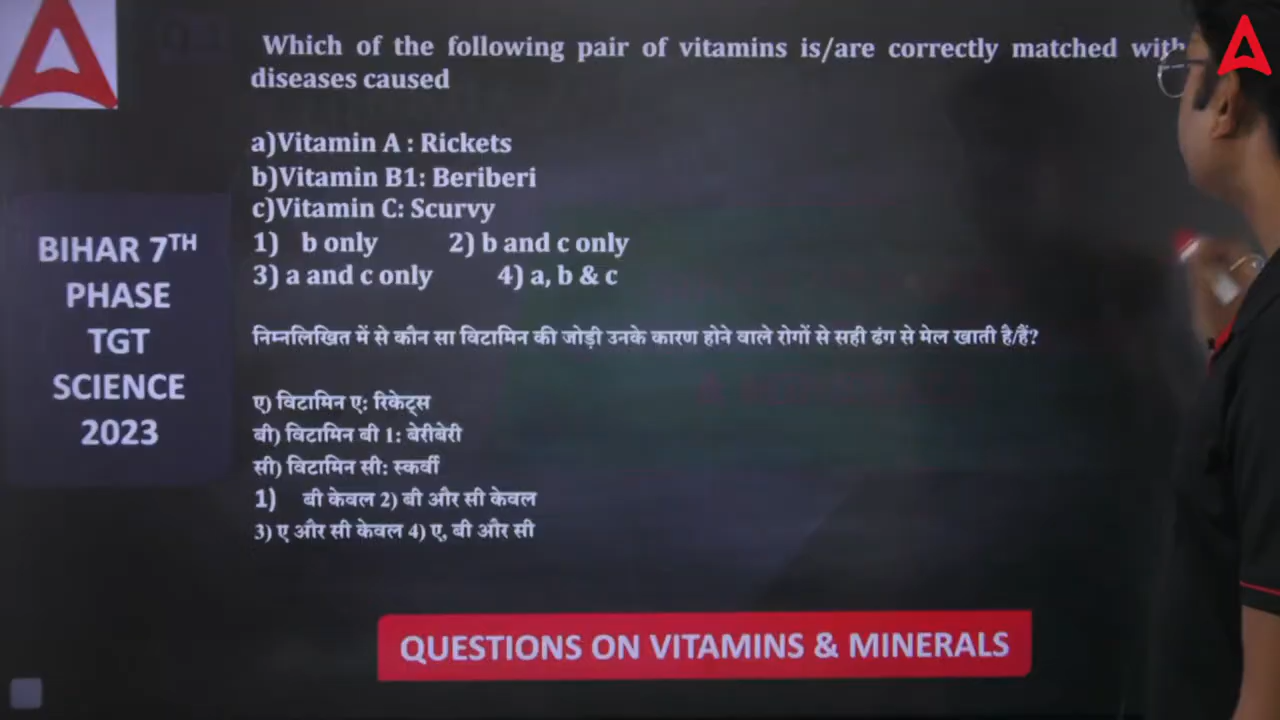 Which of the following pair of vitamins is/are correctly matched with
diseases caused
a)Vitamin A : Rickets
b)Vitamin B1: Beriberi
c)Vitamin C: Scurvy
1) b only 2) b and c only
3) a and c only 4) a, b & c
BIHAR 7TH
PHASE
TGT
SCIENCE
2023
निम्नलिखित में से कौन सा विटामिन की जोड़ी उनके कारण होने वाले रोगों से सही ढंग से मेल खाती है/हैं?
ए) विटामिन ए: रिकेट्स
बी) विटामिन बी 1: बेरीबेरी
सी) विटामिन सी: स्कर्वी
1) बी केवल 2) बी और सी केवल
3) ए और सी केवल 4) ए, बी और सी
QUESTIONS ON VITAMINS & MINERALS